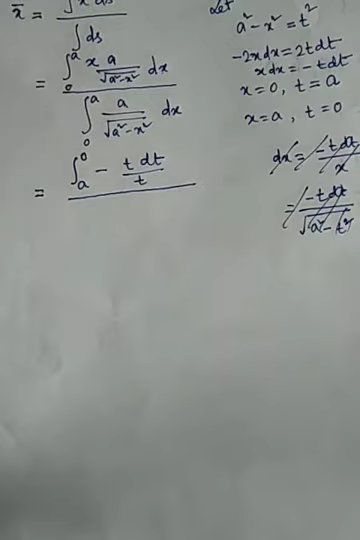 x̄ = ∫x ds / ∫ds
= ∫₀ᵃ x a/√(a²-x²) dx / ∫₀ᵃ a/√(a²-x²) dx
= ∫ₐ⁰ - t dt/t
Let
a² - x² = t²
-2x dx = 2t dt
x dx = - t dt
x = 0, t = a
x = a, t = 0
dx = -t dt/x
= -t dt/√(a²-t²)